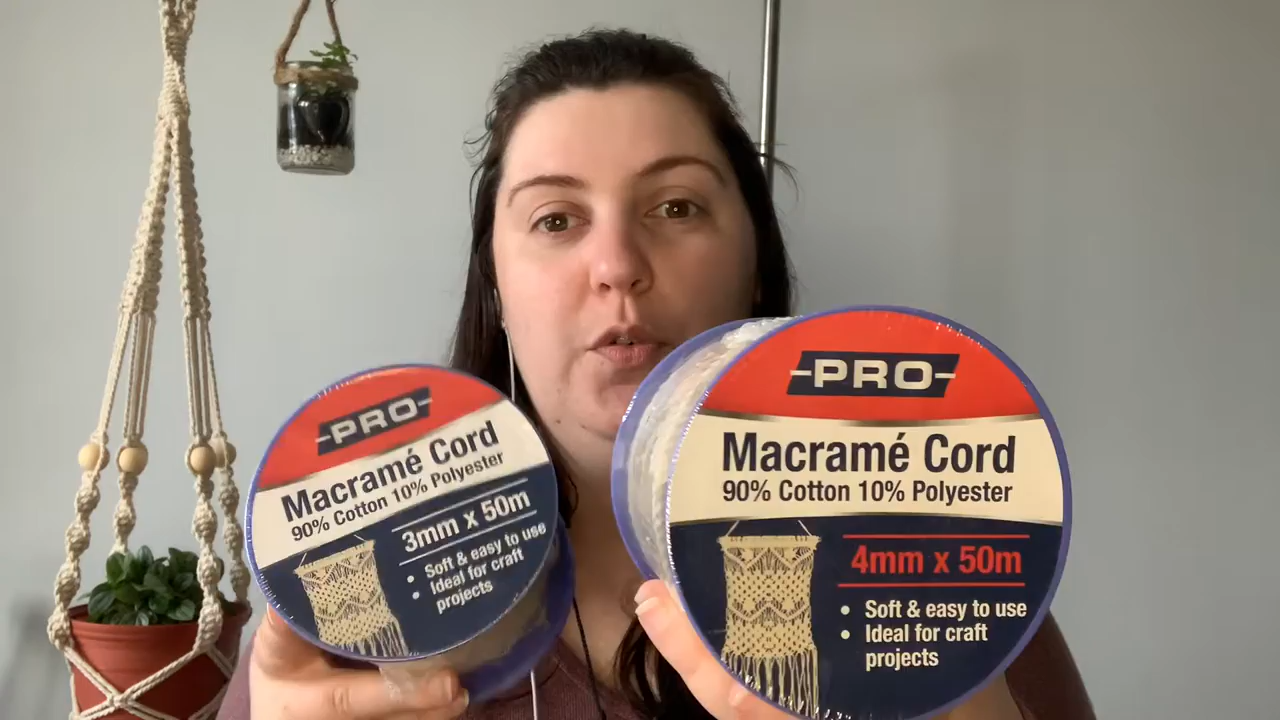 -PRO-
Macramé Cord
90% Cotton 10% Polyester
3mm x 50m
• Soft & easy to use
• Ideal for craft
projects
-PRO-
Macramé Cord
90% Cotton 10% Polyester
4mm x 50m
• Soft & easy to use
• Ideal for craft
projects